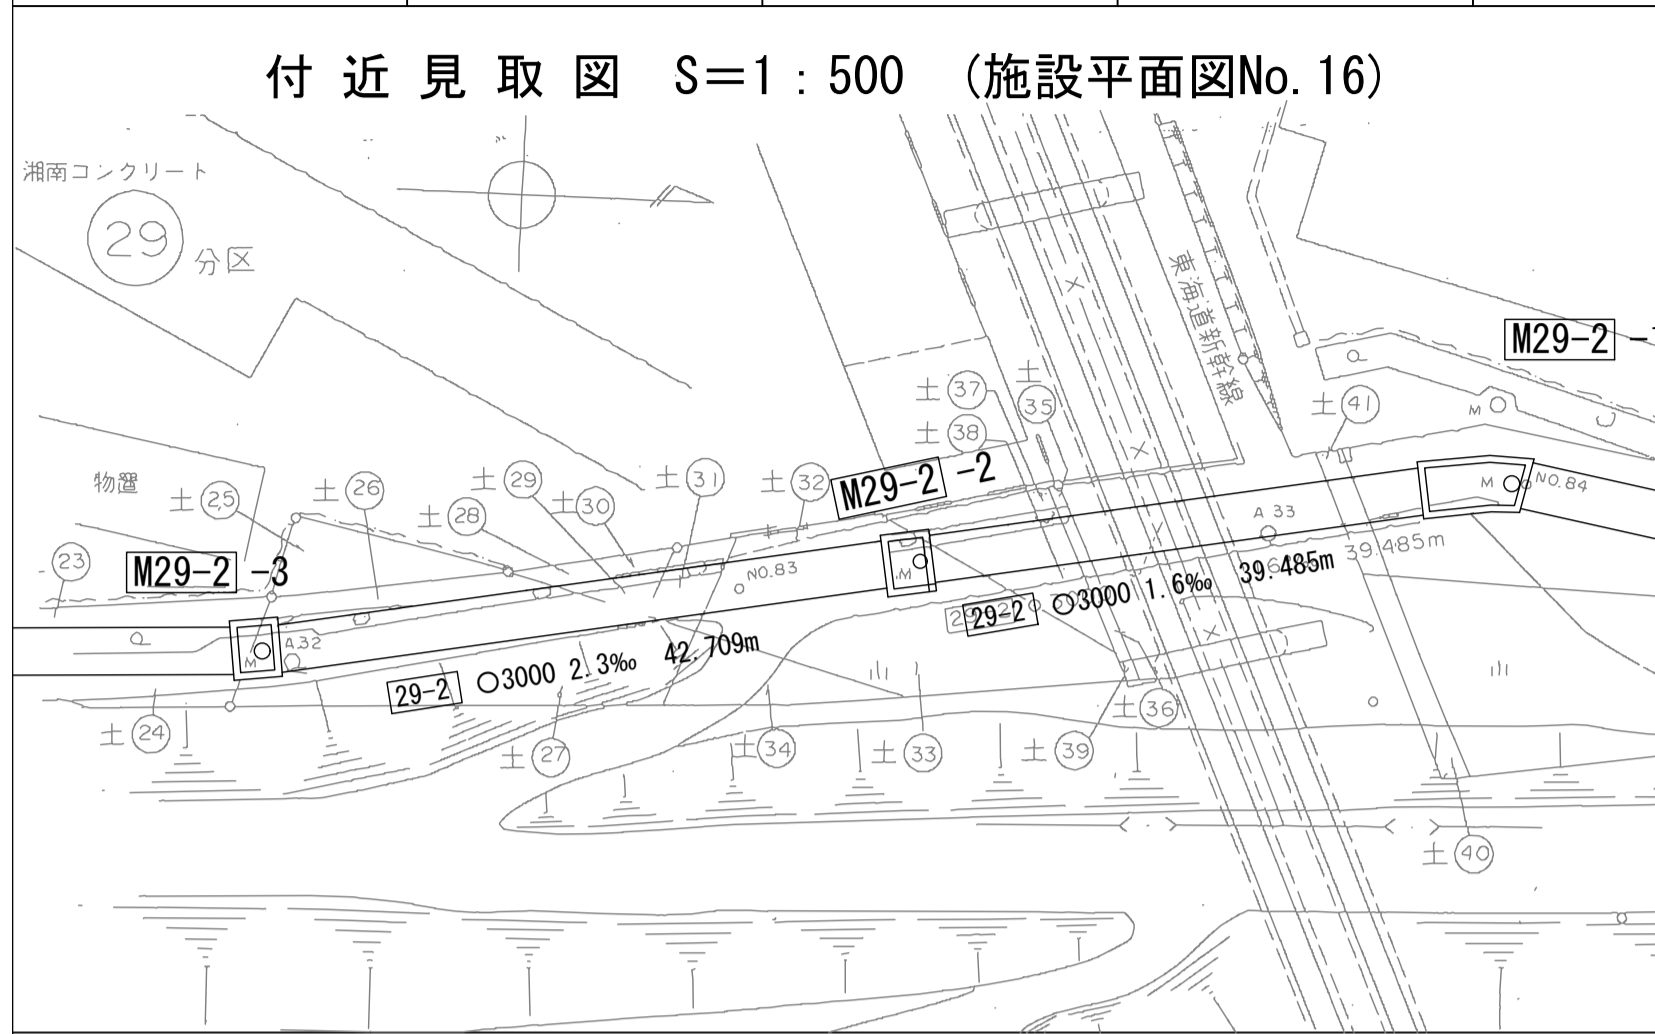 付近見取図 S=1:500 (施設平面図No.16)
湘南コンクリート
29
分区
東海道新幹線
M29-2 -
土 37
土
35
土 41
土 38
M
物置
土 25
土 26
土 29
土 31
土 32
M29-2 -2
M
NO.84
土 28
土 30
A 33
23
M29-2 -3
NO.83
M
39.485m
29-2 ○3000 1.6‰ 39.485m
A.32
M
29-2 ○3000 2.3‰ 42.709m
土 24
土 27
土 34
土 33
土 39
土 36
土 40